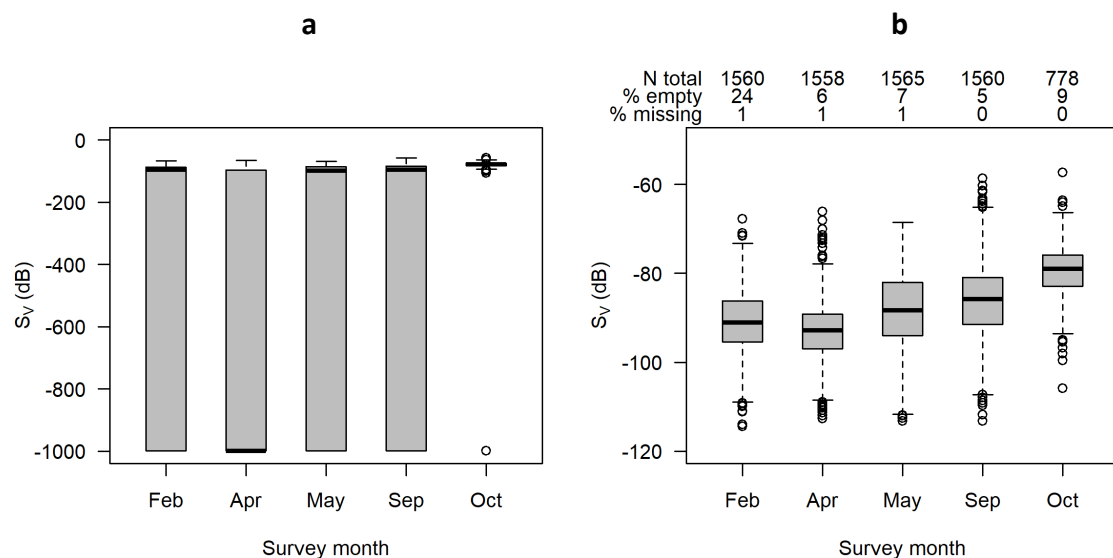 a
0
-200
-400
-600
-800
-1000
Sᵥ (dB)
Feb Apr May Sep Oct
Survey month
b
N total 1560 1558 1565 1560 778
% empty 24 6 7 5 9
% missing 1 1 1 0 0
-60
-80
-100
-120
Sᵥ (dB)
Feb Apr May Sep Oct
Survey month